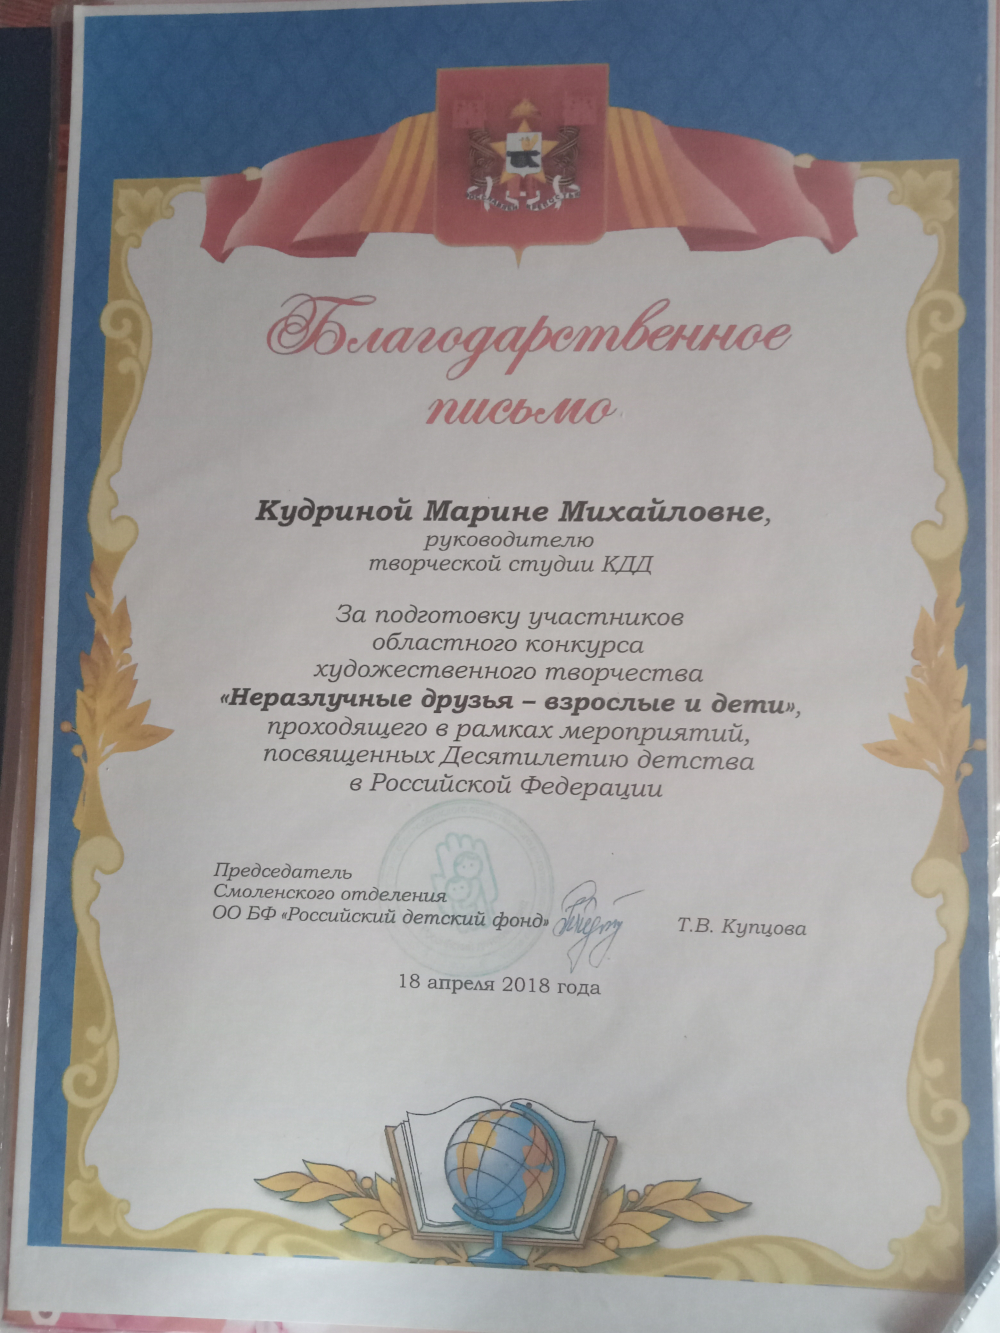 Благодарственное
письмо
Кудриной Марине Михайловне,
руководителю
творческой студии КДД
За подготовку участников
областного конкурса
художественного творчества
«Неразлучные друзья – взрослые и дети»,
проходящего в рамках мероприятий,
посвященных Десятилетию детства
в Российской Федерации
Председатель
Смоленского отделения
ОО БФ «Российский детский фонд»
Т.В. Купцова
18 апреля 2018 года